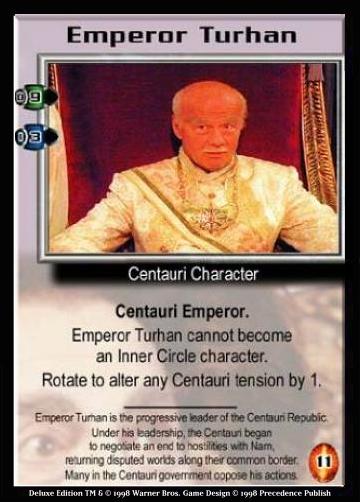 Emperor Turhan
09
03
Centauri Character
Centauri Emperor.
Emperor Turhan cannot become
an Inner Circle character.
Rotate to alter any Centauri tension by 1.
Emperor Turhan is the progressive leader of the Centauri Republic.
Under his leadership, the Centauri began
to negotiate an end to hostilities with Narn,
returning disputed worlds along their common border.
Many in the Centauri government oppose his actions.
11
Deluxe Edition TM & © 1998 Warner Bros. Game Design © 1998 Precedence Publish